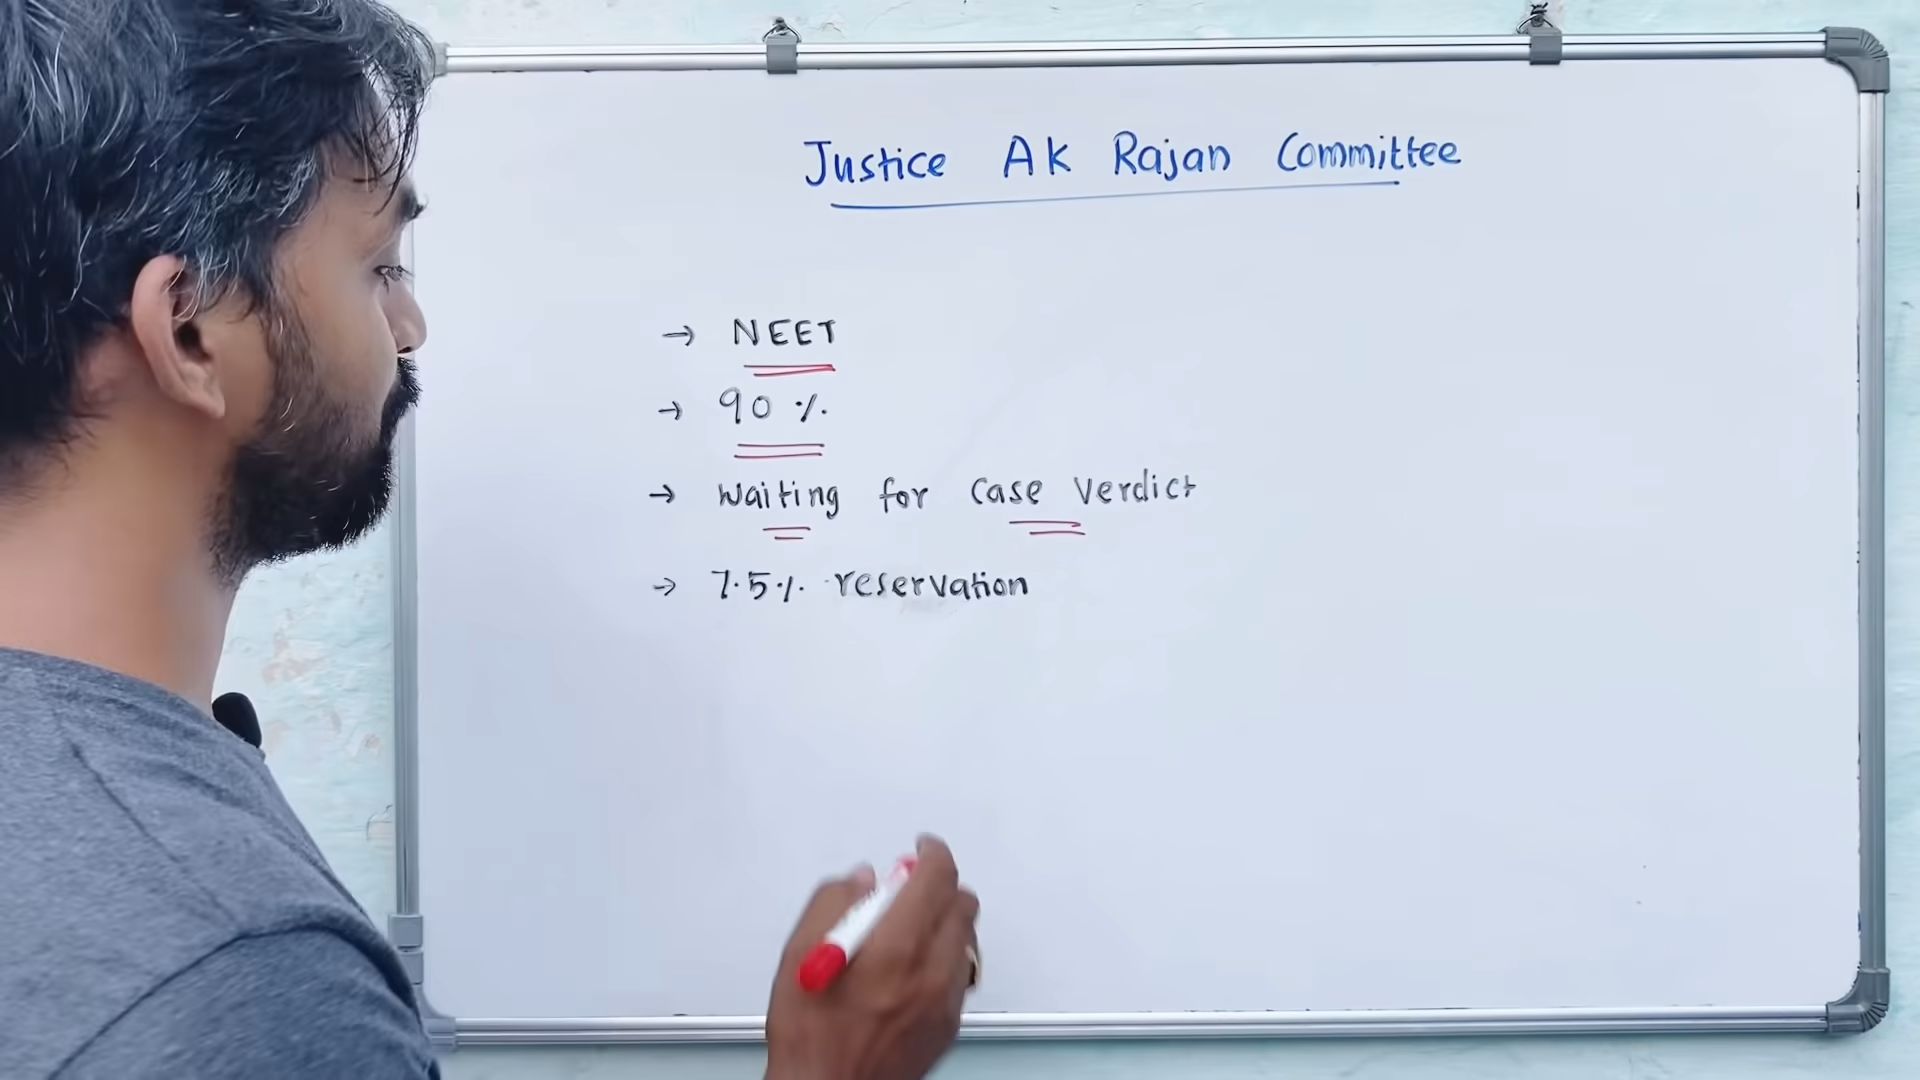 Justice AK Rajan Committee
→ NEET
→ 90 %
→ Waiting for Case Verdict
→ 7.5% reservation